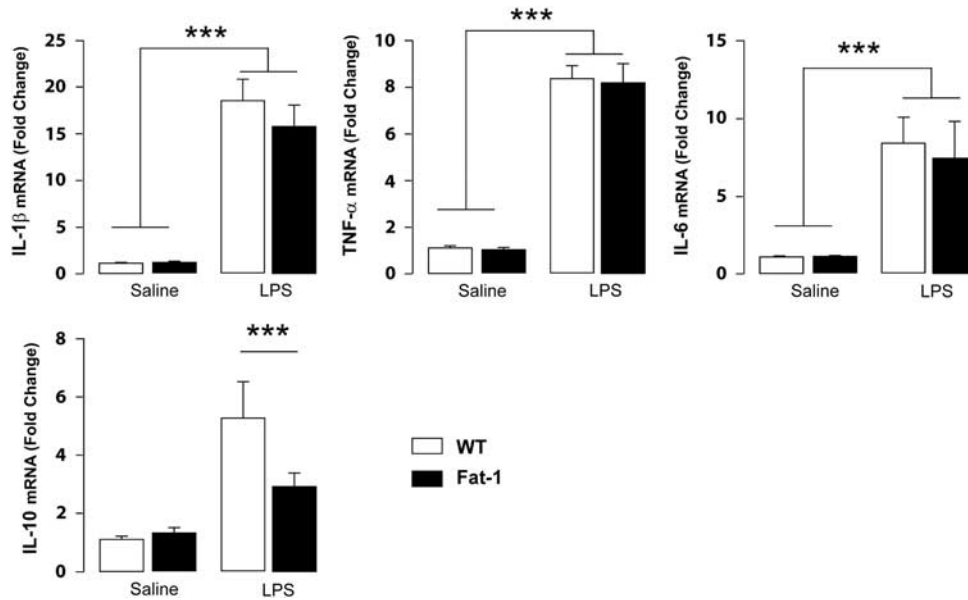 ***
IL-1β mRNA (Fold Change)
25
20
15
10
5
0
Saline
LPS
***
TNF-α mRNA (Fold Change)
10
8
6
4
2
0
Saline
LPS
***
IL-6 mRNA (Fold Change)
15
10
5
0
Saline
LPS
***
IL-10 mRNA (Fold Change)
8
6
4
2
0
Saline
LPS
WT
Fat-1